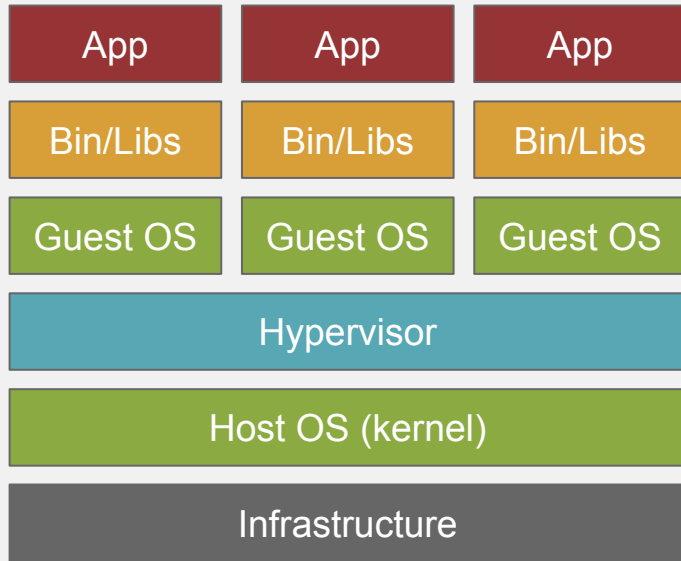 App App App
Bin/Libs Bin/Libs Bin/Libs
Guest OS Guest OS Guest OS
Hypervisor
Host OS (kernel)
Infrastructure